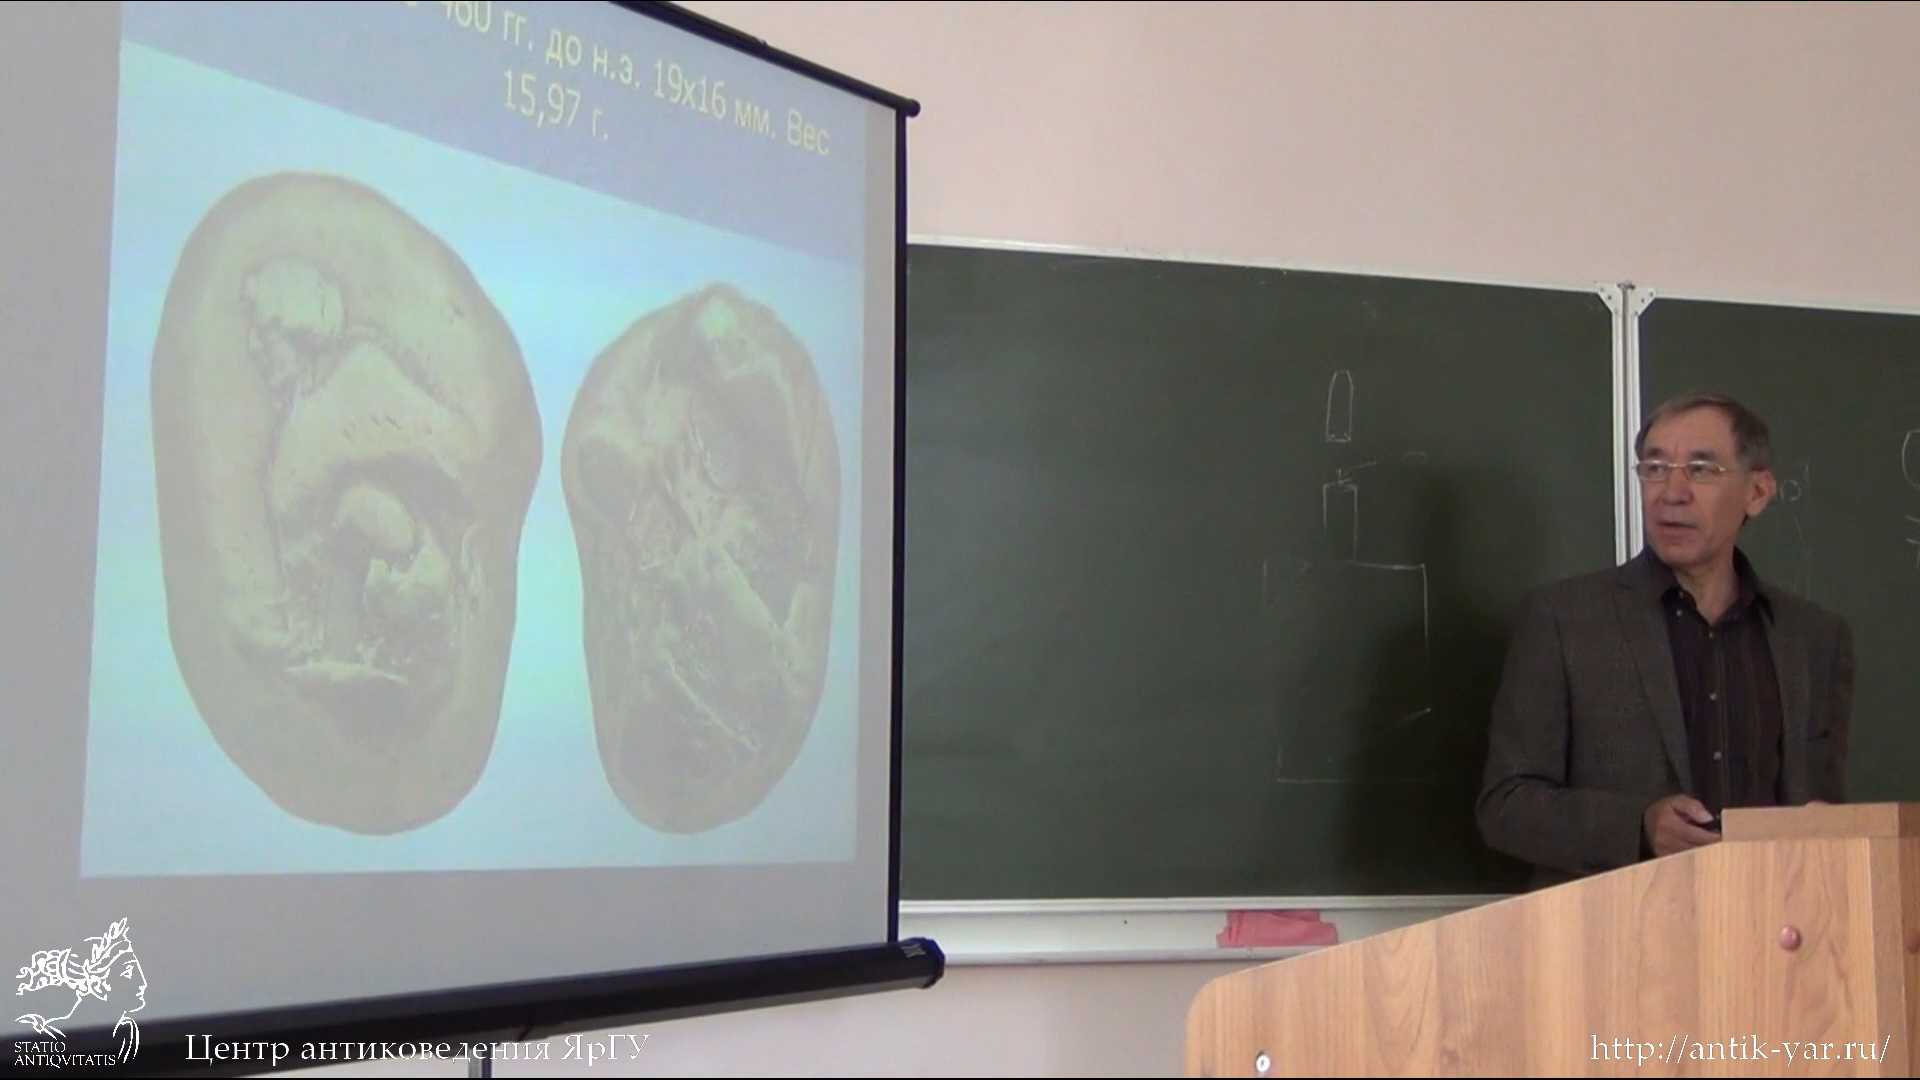 460 гг. до н.э. 19x16 мм. Вес
15,97 г.
STATIO
ANTIQVITATIS
Центр антиковедения ЯрГУ
http://antik-yar.ru/